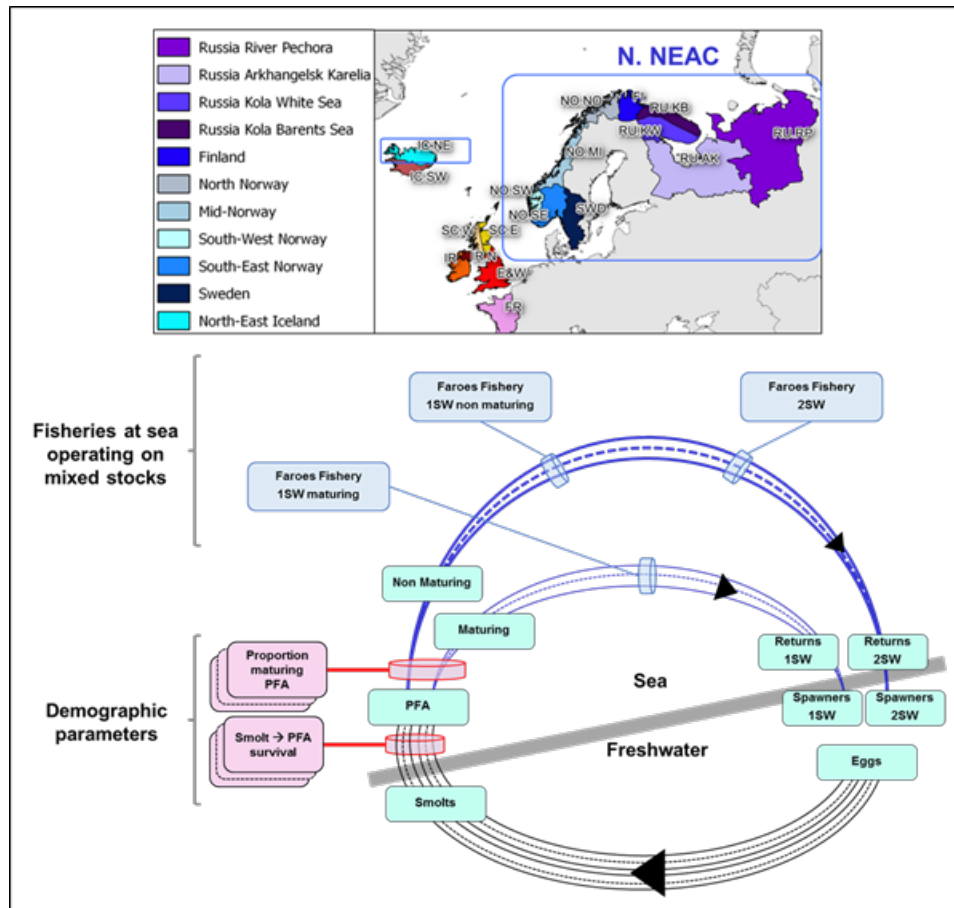 Russia River Pechora
Russia Arkhangelsk Karelia
Russia Kola White Sea
Russia Kola Barents Sea
Finland
North Norway
Mid-Norway
South-West Norway
South-East Norway
Sweden
North-East Iceland
N. NEAC
NO.NO
RU.KB
RU.KW
RU.RP
IC-NE
NO.MI
RU.AK
IC-SW
NO.SW
SWD
NO.SE
SC.W
SC.E
E&W
FR
Faroes Fishery
1SW non maturing
Faroes Fishery
2SW
Fisheries at sea
operating on
mixed stocks
Faroes Fishery
1SW maturing
Non Maturing
Maturing
Returns
1SW
Returns
2SW
Proportion
maturing
PFA
Sea
PFA
Spawners
1SW
Spawners
2SW
Demographic
parameters
Smolt → PFA
survival
Freshwater
Eggs
Smolts